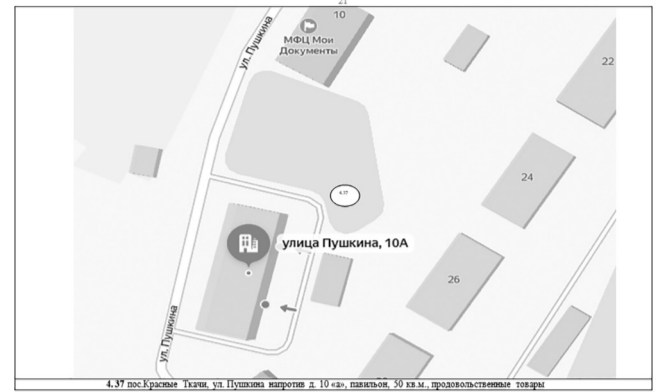 21
10
МФЦ Мои
Документы
ул. Пушкина
22
24
4.37
улица Пушкина, 10А
26
ул. Пушкина
4.37 пос.Красные Ткачи, ул. Пушкина напротив д. 10 «а», павильон, 50 кв.м., продовольственные товары